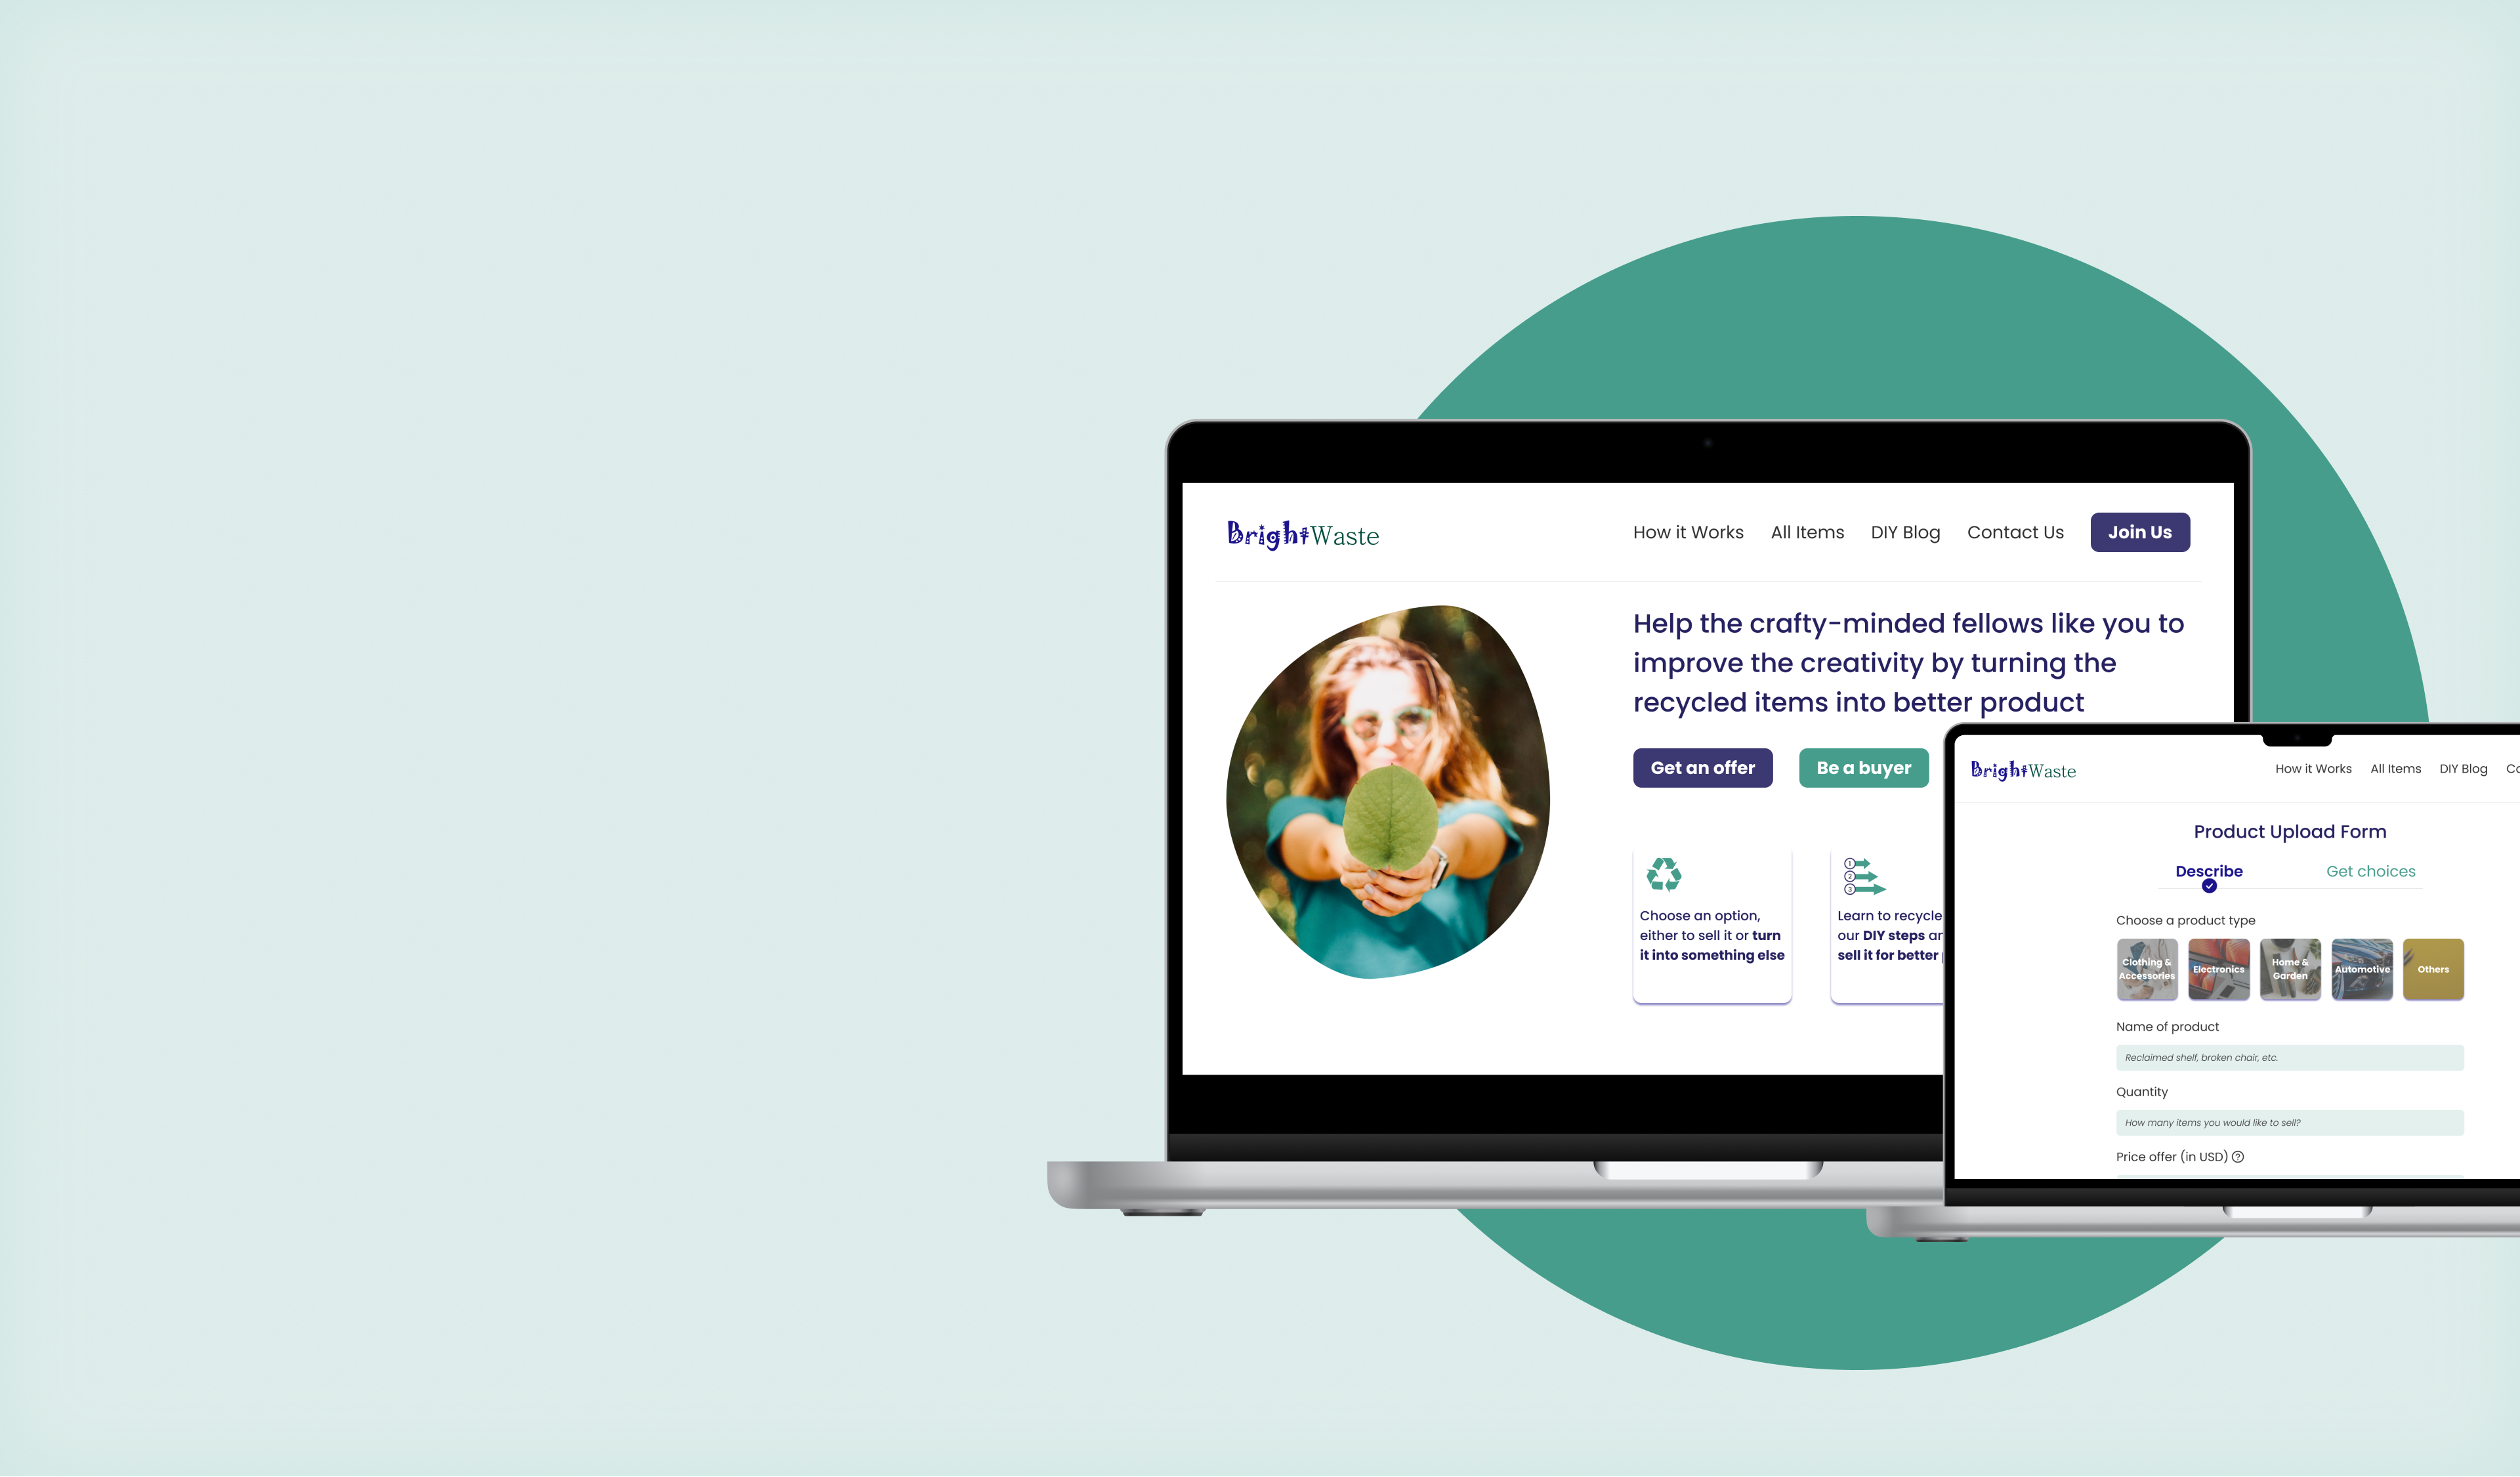 BrightWaste
How it Works
All Items
DIY Blog
Contact Us
Join Us
Help the crafty-minded fellows like you to
improve the creativity by turning the
recycled items into better product
Get an offer
Be a buyer
Choose an option,
either to sell it or turn
it into something else
1
2
3
Learn to recycle
our DIY steps
sell it for better
BrightWaste
How it Works
All Items
DIY Blog
Product Upload Form
Describe
Get choices
Choose a product type
Clothing &
Accessories
Electronics
Home &
Garden
Automotive
Others
Name of product
Reclaimed shelf, broken chair, etc.
Quantity
How many items you would like to sell?
Price offer (in USD) ?